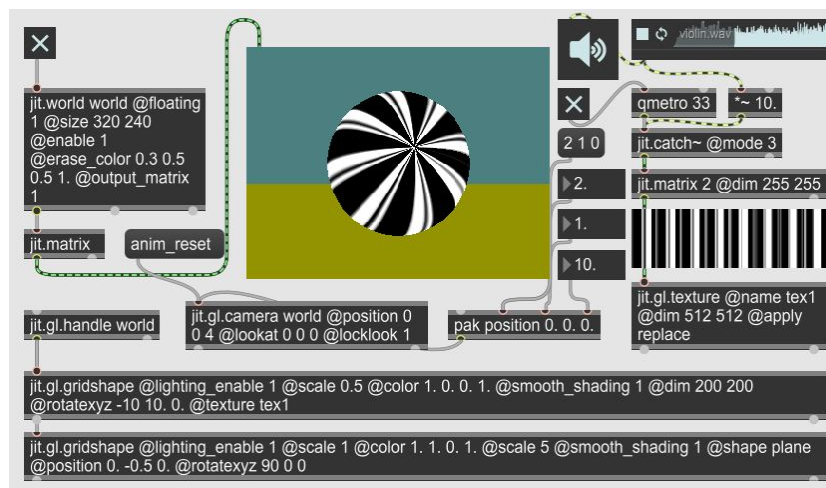 violin.wav
jit.world world @floating
1 @size 320 240
@enable 1
@erase_color 0.3 0.5
0.5 1. @output_matrix
1
qmetro 33
*~ 10.
2 1 0
jit.catch~ @mode 3
2.
jit.matrix 2 @dim 255 255
1.
jit.matrix
anim_reset
10.
jit.gl.texture @name tex1
@dim 512 512 @apply
replace
jit.gl.handle world
jit.gl.camera world @position 0
0 4 @lookat 0 0 0 @locklook 1
pak position 0. 0. 0.
jit.gl.gridshape @lighting_enable 1 @scale 0.5 @color 1. 0. 0. 1. @smooth_shading 1 @dim 200 200
@rotatexyz -10 10. 0. @texture tex1
jit.gl.gridshape @lighting_enable 1 @scale 1 @color 1. 1. 0. 1. @scale 5 @smooth_shading 1 @shape plane
@position 0. -0.5 0. @rotatexyz 90 0 0